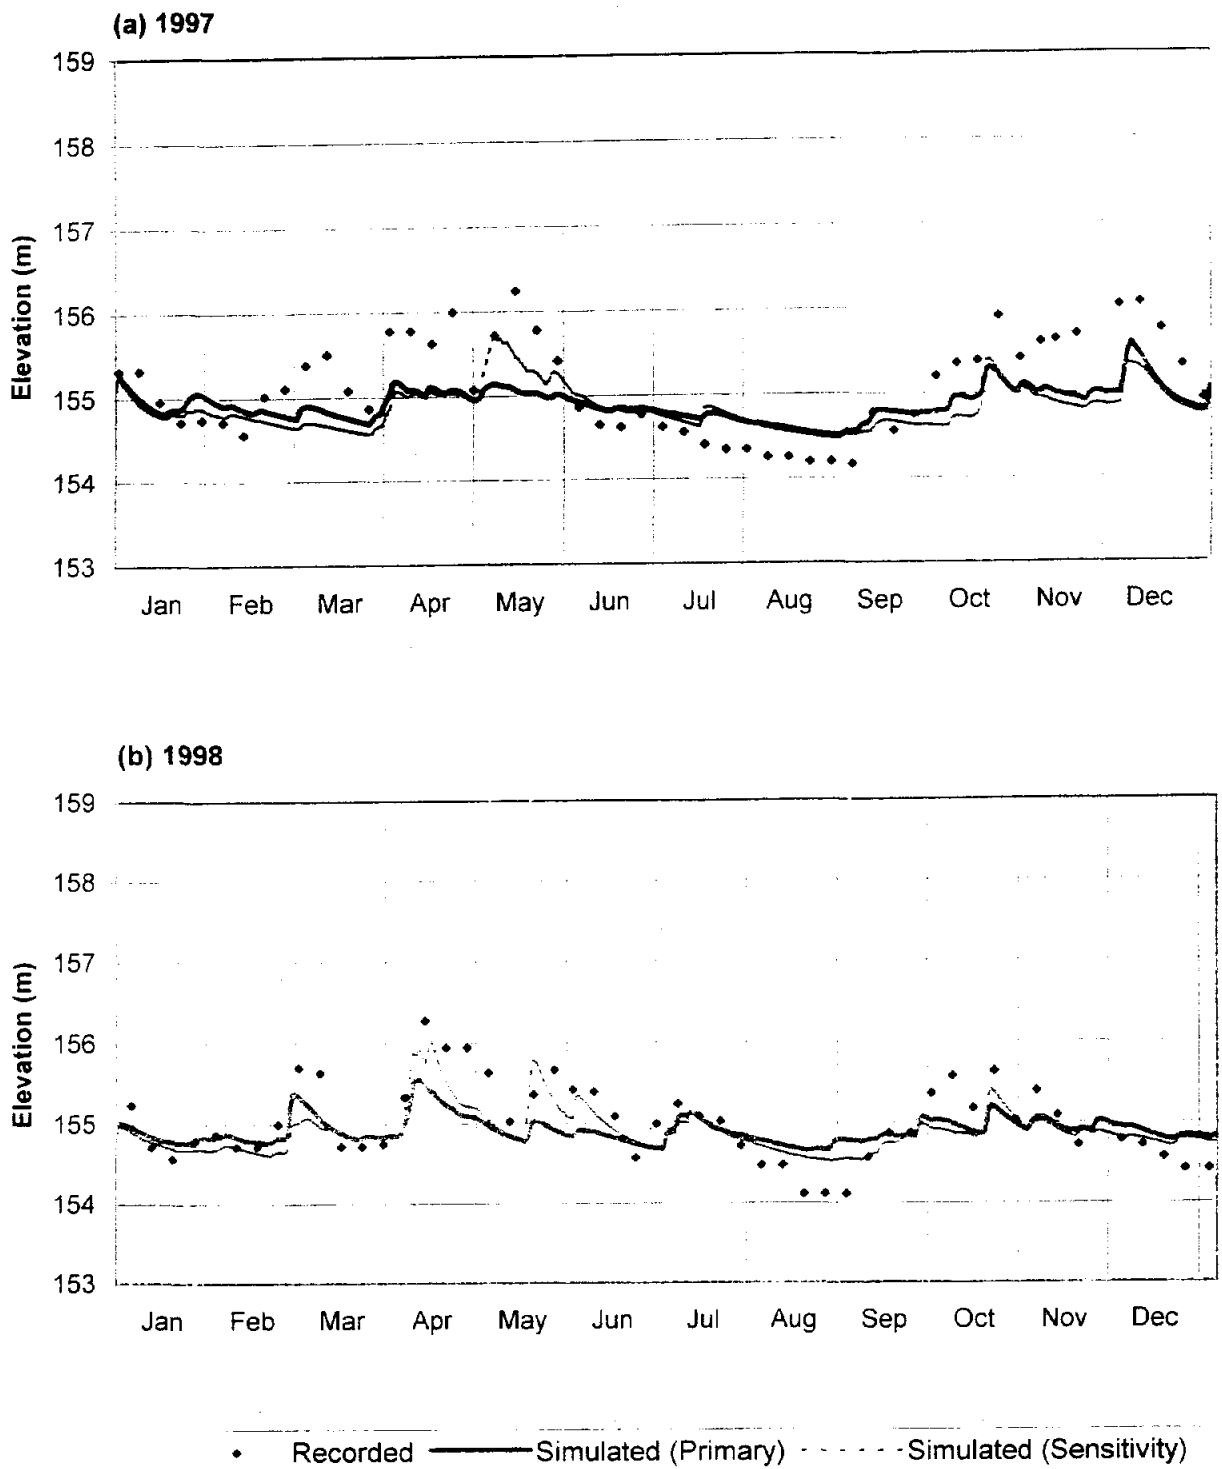 (a) 1997
159
158
157
156
155
154
153
Elevation (m)
Jan Feb Mar Apr May Jun Jul Aug Sep Oct Nov Dec
(b) 1998
159
158
157
156
155
154
153
Elevation (m)
Jan Feb Mar Apr May Jun Jul Aug Sep Oct Nov Dec
Recorded Simulated (Primary) Simulated (Sensitivity)